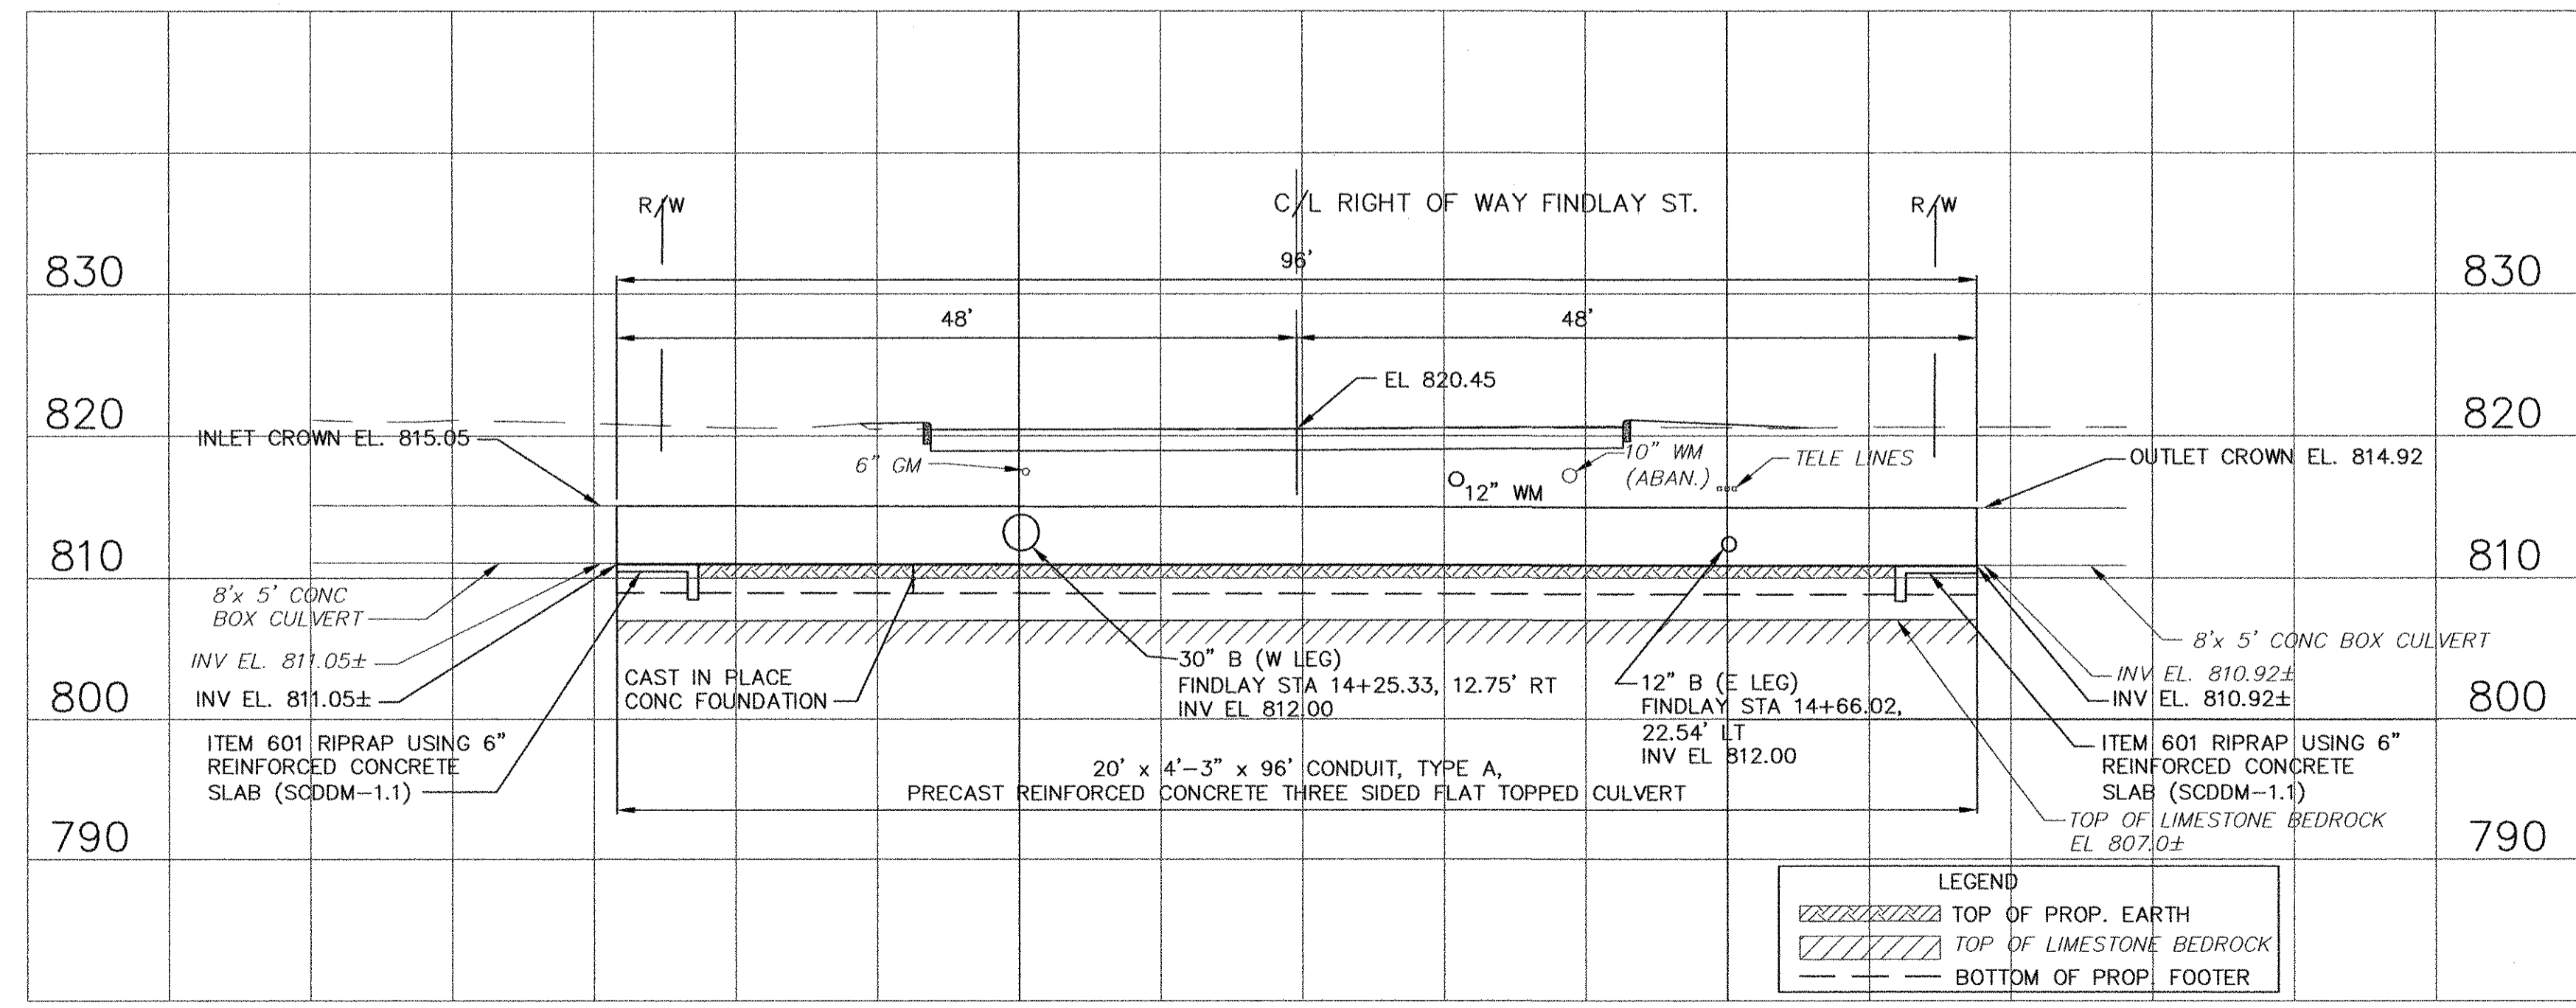 C/L RIGHT OF WAY FINDLAY ST.
R/W
R/W
96'
830
830
48'
48'
EL 820.45
820
820
INLET CROWN EL. 815.05
6" GM
12" WM
10" WM
(ABAN.)
TELE LINES
OUTLET CROWN EL. 814.92
810
810
8'x 5' CONC
BOX CULVERT
INV EL. 811.05±
INV EL. 811.05±
CAST IN PLACE
CONC FOUNDATION
30" B (W LEG)
FINDLAY STA 14+25.33, 12.75' RT
INV EL 812.00
12" B (E LEG)
FINDLAY STA 14+66.02,
22.54' LT
INV EL 812.00
8'x 5' CONC BOX CULVERT
INV EL. 810.92±
INV EL. 810.92±
800
800
ITEM 601 RIPRAP USING 6"
REINFORCED CONCRETE
SLAB (SCDDM-1.1)
20' x 4'-3" x 96' CONDUIT, TYPE A,
PRECAST REINFORCED CONCRETE THREE SIDED FLAT TOPPED CULVERT
ITEM 601 RIPRAP USING 6"
REINFORCED CONCRETE
SLAB (SCDDM-1.1)
TOP OF LIMESTONE BEDROCK
EL 807.0±
790
790
LEGEND
TOP OF PROP. EARTH
TOP OF LIMESTONE BEDROCK
BOTTOM OF PROP. FOOTER